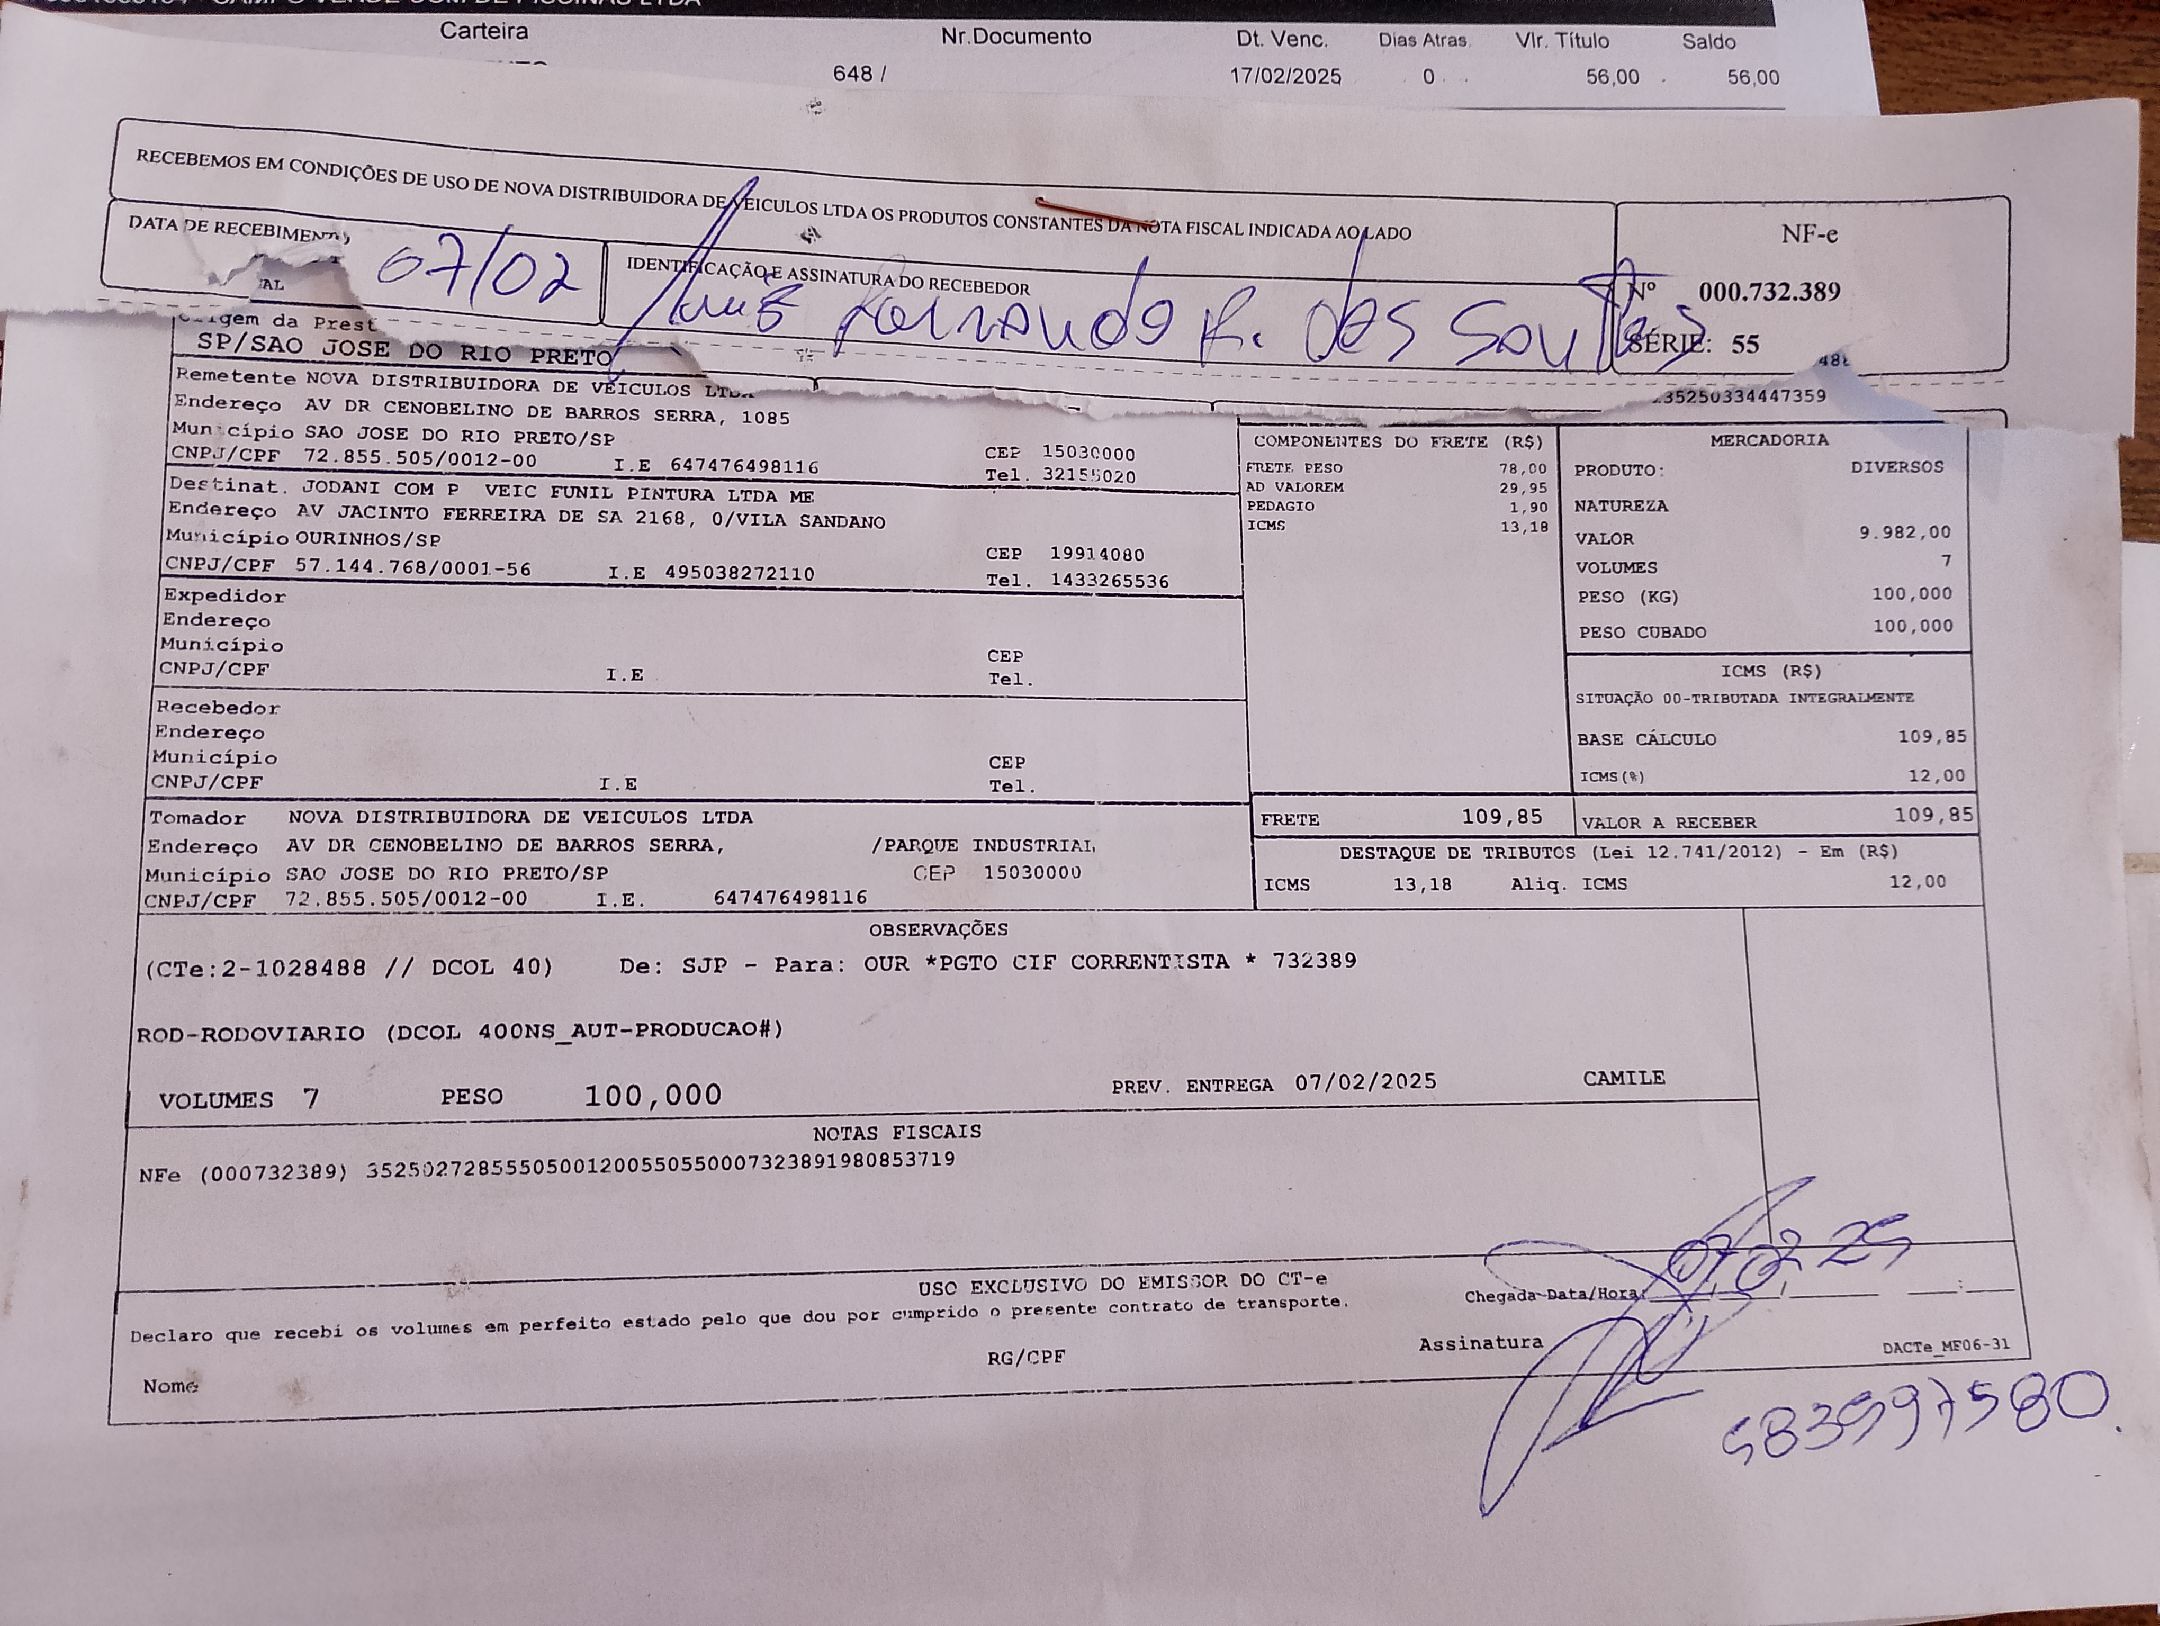 Carteira Nr.Documento Dt. Venc. Dias Atras. Vlr. Título Saldo
648 / 17/02/2025 0 56,00 56,00
RECEBEMOS EM CONDIÇÕES DE USO DE NOVA DISTRIBUIDORA DE VEICULOS LTDA OS PRODUTOS CONSTANTES DA NOTA FISCAL INDICADA AO LADO
NF-e
Nº 000.732.389
SÉRIE: 55
DATA DE RECEBIMENTO
07/02
IDENTIFICAÇÃO E ASSINATURA DO RECEBEDOR
Luiz Fernando R. dos Santos
35250334447359
SP/SAO JOSE DO RIO PRETO
Remetente NOVA DISTRIBUIDORA DE VEICULOS LTDA
Endereço AV DR CENOBELINO DE BARROS SERRA, 1085
Município SAO JOSE DO RIO PRETO/SP CEP 15030000
CNPJ/CPF 72.855.505/0012-00 I.E 647476498116 Tel. 32155020
Destinat. JODANI COM P VEIC FUNIL PINTURA LTDA ME
Endereço AV JACINTO FERREIRA DE SA 2168, 0/VILA SANDANO
Município OURINHOS/SP CEP 19914080
CNPJ/CPF 57.144.768/0001-56 I.E 495038272110 Tel. 1433265536
Expedidor
Endereço
Município CEP
CNPJ/CPF I.E Tel.
Recebedor
Endereço
Município CEP
CNPJ/CPF I.E Tel.
Tomador NOVA DISTRIBUIDORA DE VEICULOS LTDA
Endereço AV DR CENOBELINO DE BARROS SERRA, /PARQUE INDUSTRIAL
Município SAO JOSE DO RIO PRETO/SP CEP 15030000
CNPJ/CPF 72.855.505/0012-00 I.E. 647476498116
COMPONENTES DO FRETE (R$)
FRETE PESO 78,00
AD VALOREM 29,95
PEDAGIO 1,90
ICMS 13,18
MERCADORIA
PRODUTO: DIVERSOS
NATUREZA
VALOR 9.982,00
VOLUMES 7
PESO (KG) 100,000
PESO CUBADO 100,000
ICMS (R$)
SITUAÇÃO 00-TRIBUTADA INTEGRALMENTE
BASE CÁLCULO 109,85
ICMS(%) 12,00
FRETE 109,85 VALOR A RECEBER 109,85
DESTAQUE DE TRIBUTOS (Lei 12.741/2012) - Em (R$)
ICMS 13,18 Aliq. ICMS 12,00
OBSERVAÇÕES
(CTe:2-1028488 // DCOL 40) De: SJP - Para: OUR *PGTO CIF CORRENTISTA * 732389
ROD-RODOVIARIO (DCOL 400NS_AUT-PRODUCAO#)
VOLUMES 7 PESO 100,000 PREV. ENTREGA 07/02/2025 CAMILE
NOTAS FISCAIS
NFe (000732389) 35250272855505001200550550007323891980853719
USO EXCLUSIVO DO EMISSOR DO CT-e
Declaro que recebi os volumes em perfeito estado pelo que dou por cumprido o presente contrato de transporte.
Chegada-Data/Hora: 07 02 25
Nome RG/CPF Assinatura
DACTe_MF06-31
583597580.